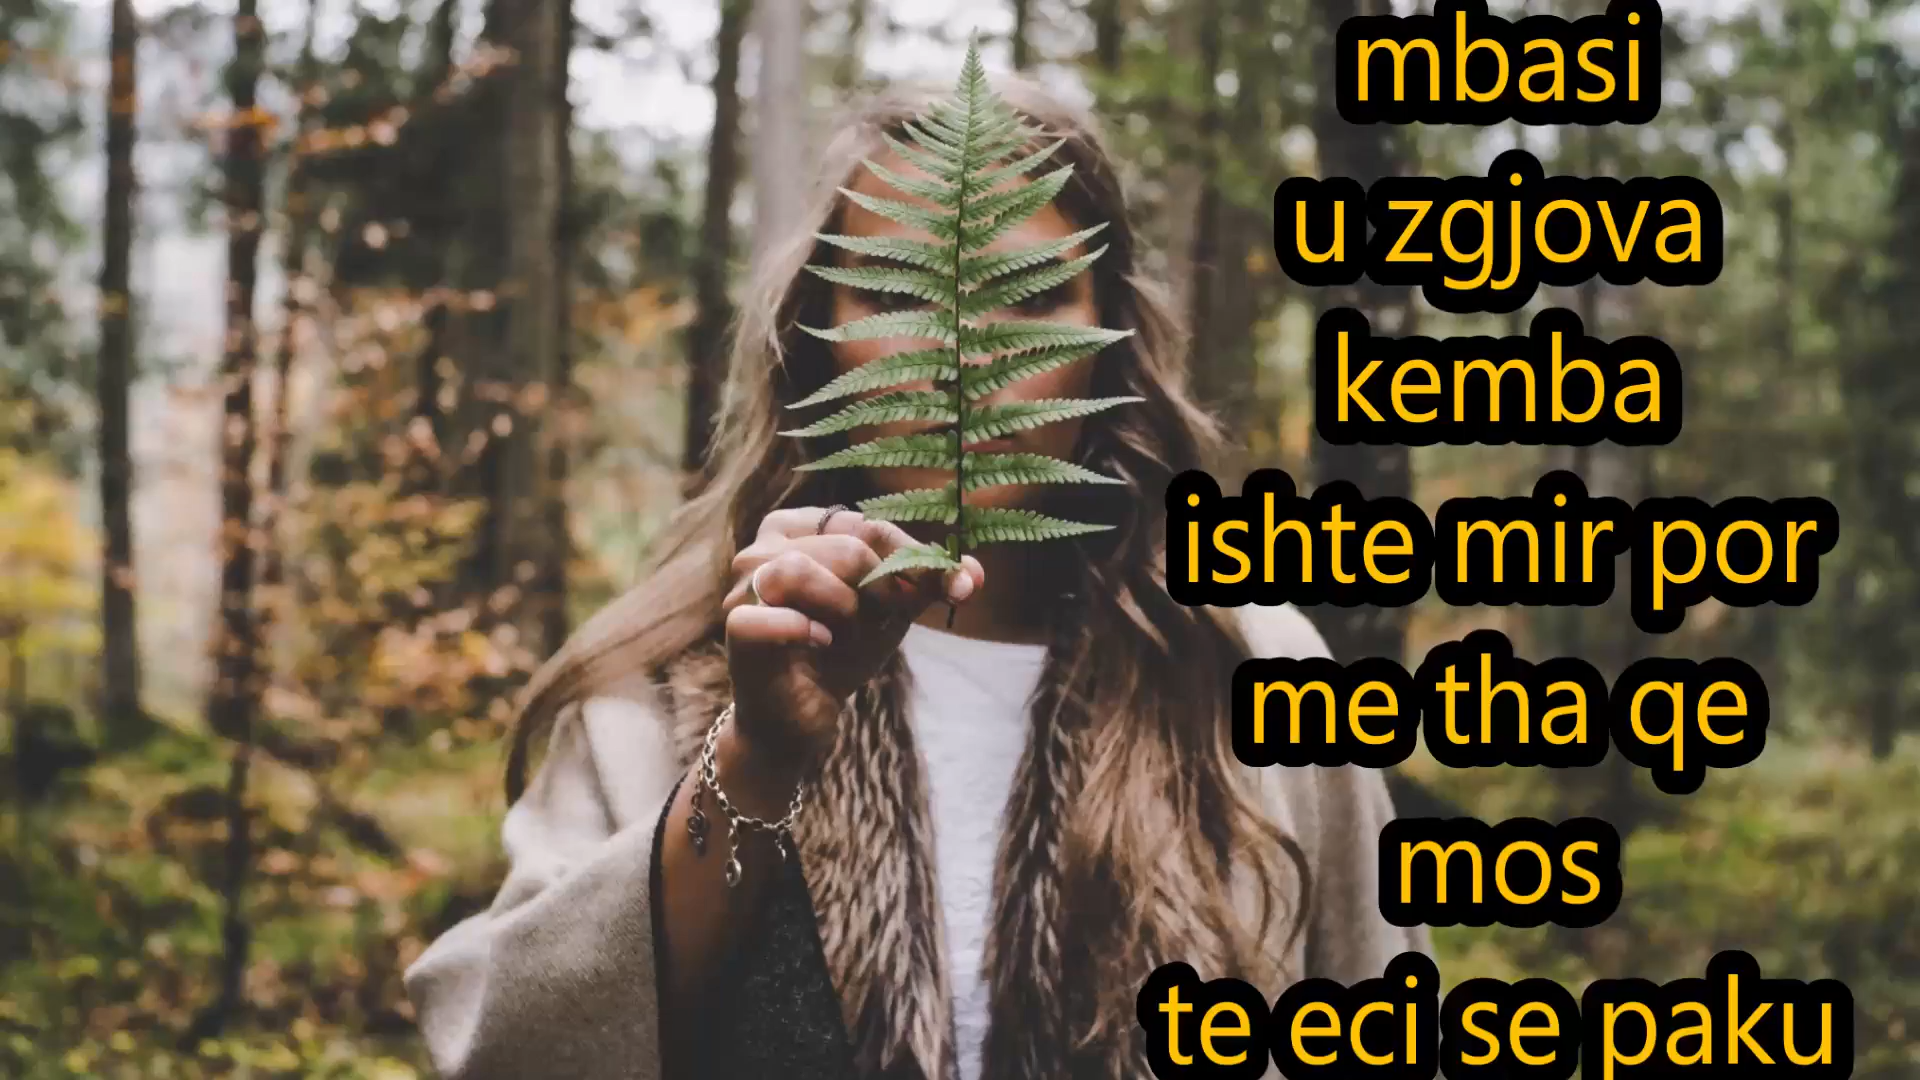 mbasi
u zgjova
kemba
ishte mir por
me tha qe
mos
te eci se paku